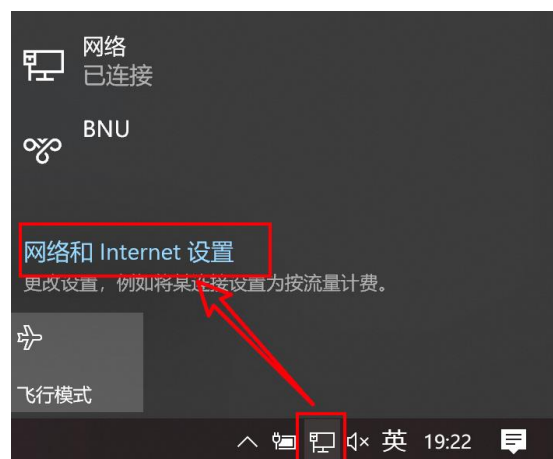 网络
已连接
BNU
网络和 Internet 设置
更改设置，例如将某连接设置为按流量计费。
飞行模式
英 19:22